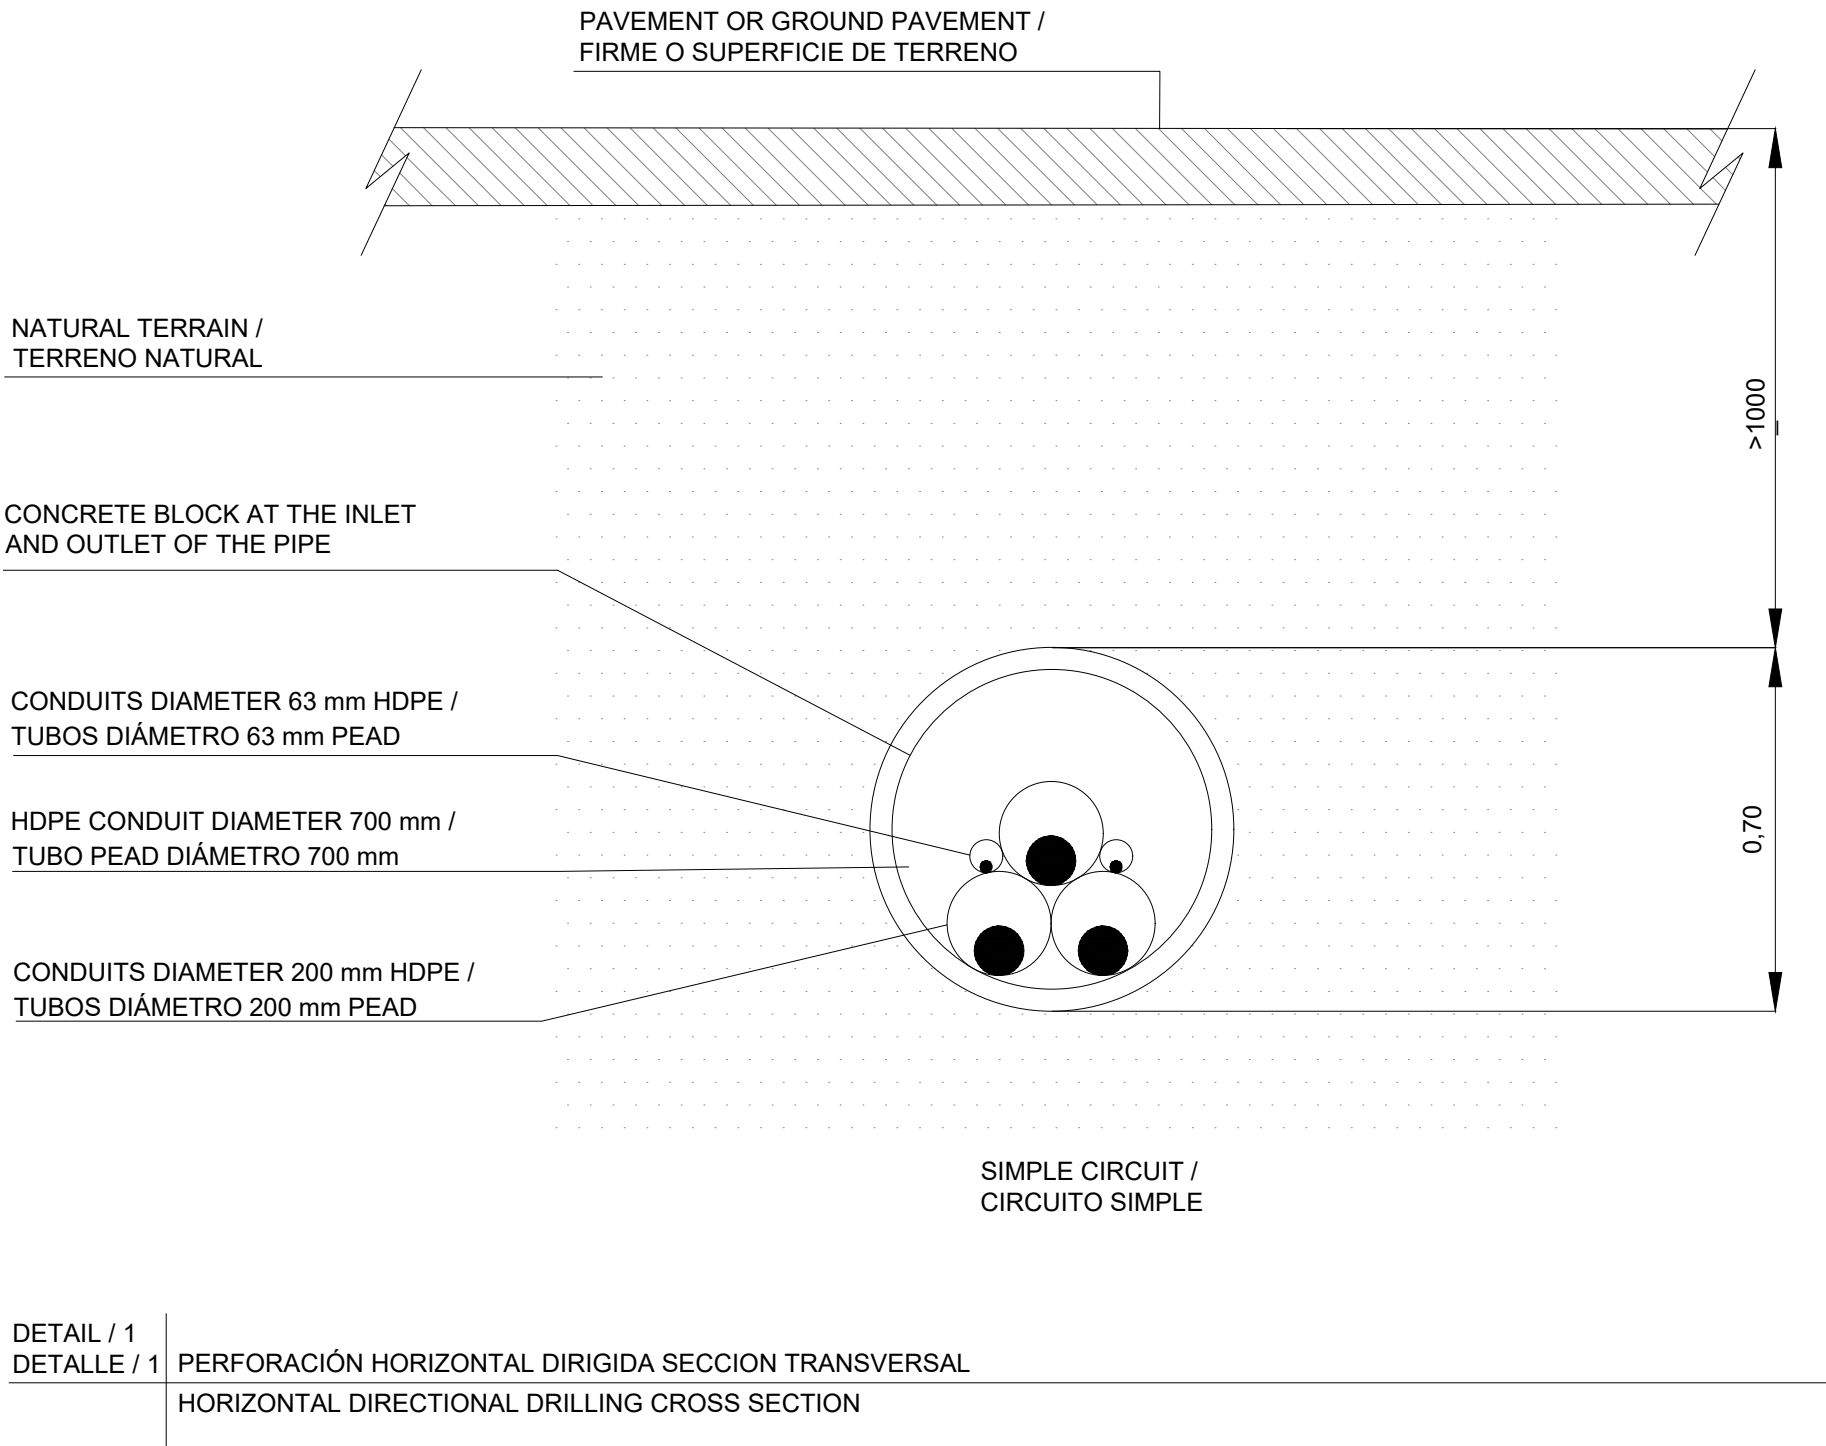 PAVEMENT OR GROUND PAVEMENT /
FIRME O SUPERFICIE DE TERRENO
NATURAL TERRAIN /
TERRENO NATURAL
>1000
CONCRETE BLOCK AT THE INLET
AND OUTLET OF THE PIPE
CONDUITS DIAMETER 63 mm HDPE /
TUBOS DIÁMETRO 63 mm PEAD
HDPE CONDUIT DIAMETER 700 mm /
TUBO PEAD DIÁMETRO 700 mm
0,70
CONDUITS DIAMETER 200 mm HDPE /
TUBOS DIÁMETRO 200 mm PEAD
SIMPLE CIRCUIT /
CIRCUITO SIMPLE
DETAIL / 1
DETALLE / 1
PERFORACIÓN HORIZONTAL DIRIGIDA SECCION TRANSVERSAL
HORIZONTAL DIRECTIONAL DRILLING CROSS SECTION